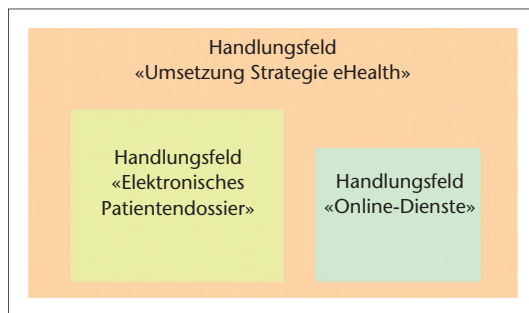 Handlungsfeld
«Umsetzung Strategie eHealth»
Handlungsfeld
«Elektronisches
Patientendossier»
Handlungsfeld
«Online-Dienste»